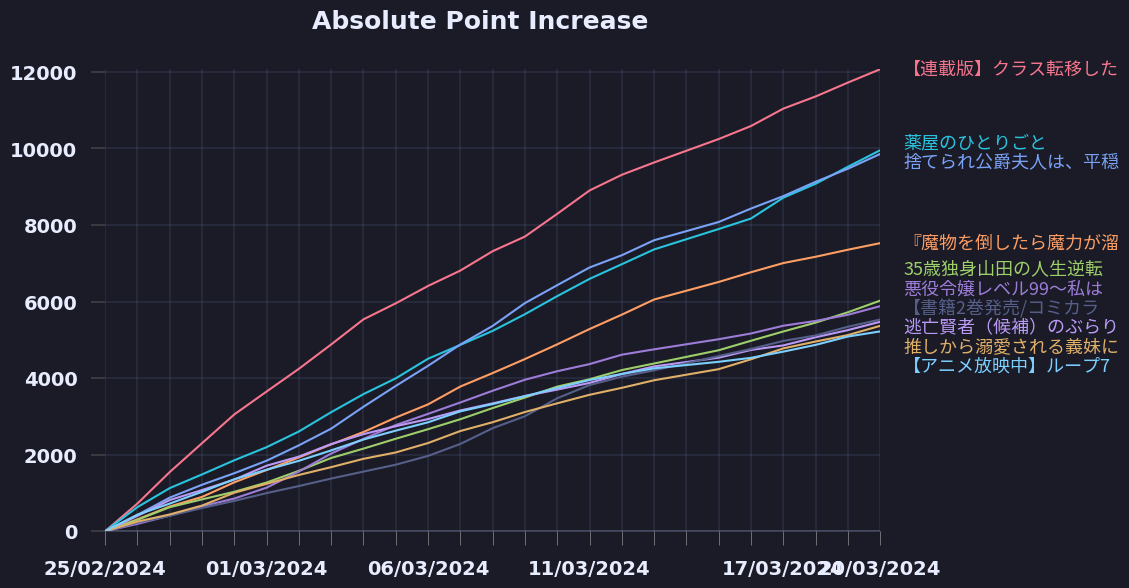 Absolute Point Increase
12000
10000
8000
6000
4000
2000
0
25/02/2024
01/03/2024
06/03/2024
11/03/2024
17/03/2024
20/03/2024
【連載版】クラス転移した
薬屋のひとりごと
捨てられ公爵夫人は、平穏
『魔物を倒したら魔力が溜
35歳独身山田の人生逆転
悪役令嬢レベル99～私は
【書籍2巻発売/コミカラ
逃亡賢者（候補）のぶらり
推しから溺愛される義妹に
【アニメ放映中】ループ7